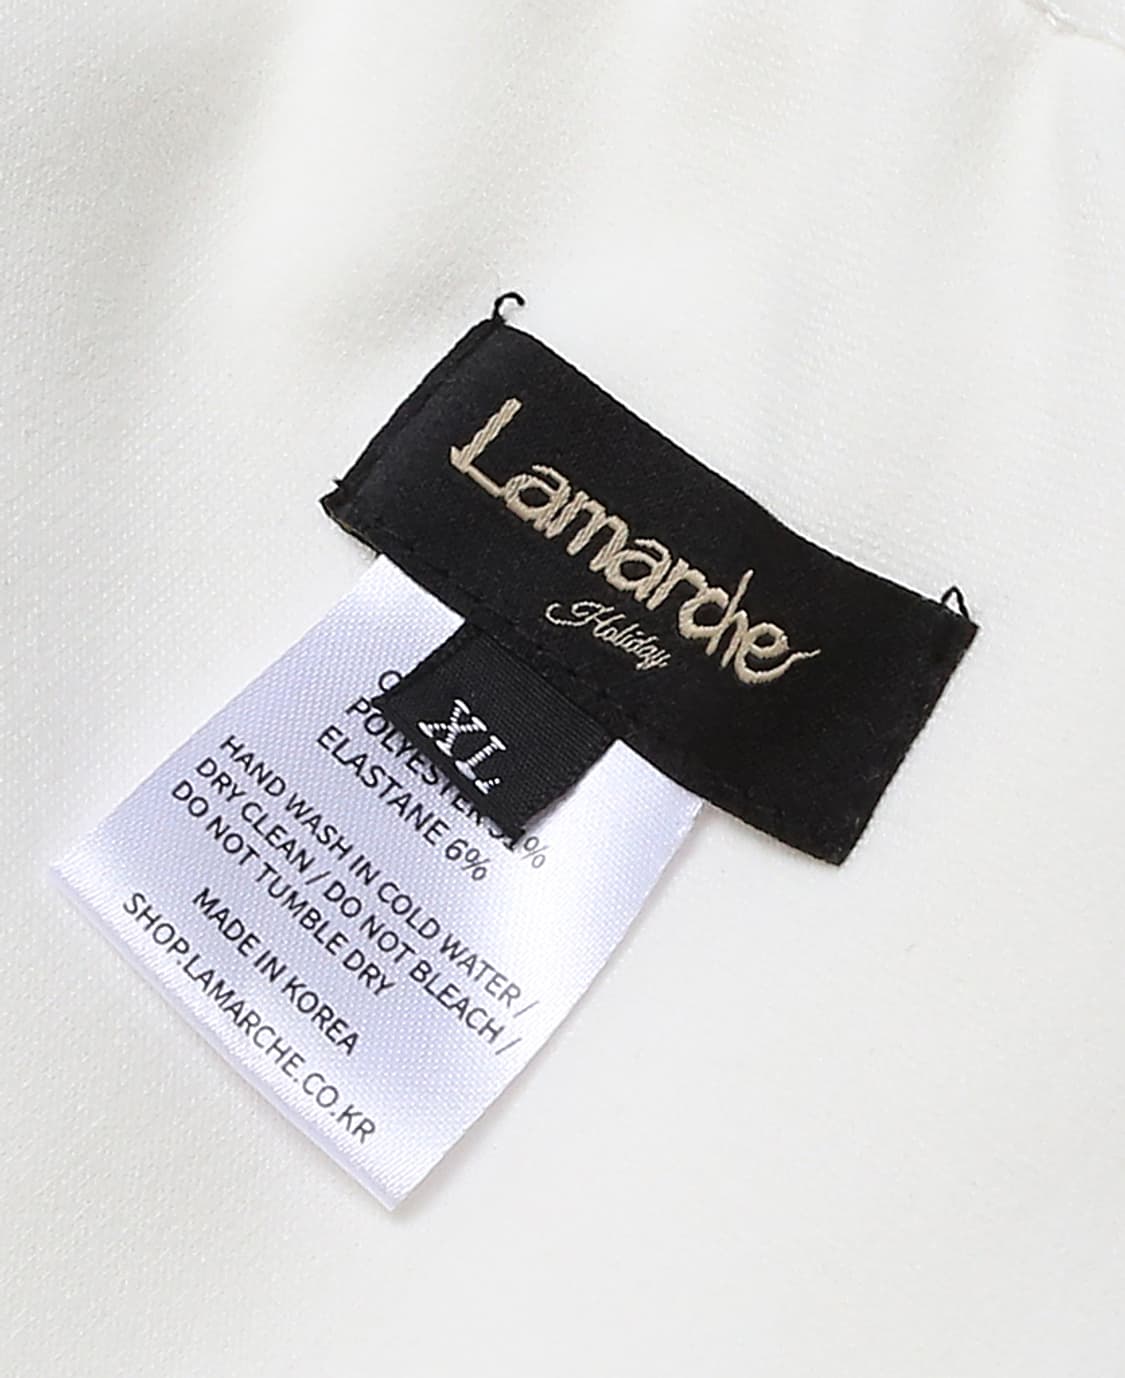 Lamarche
Holiday
XL
POLYESTER
ELASTANE 6%
HAND WASH IN COLD WATER /
DRY CLEAN / DO NOT BLEACH /
DO NOT TUMBLE DRY
MADE IN KOREA
SHOP.LAMARCHE.CO.KR